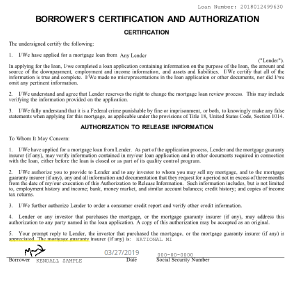 Loan Number: 2018012699630
BORROWER'S CERTIFICATION AND AUTHORIZATION
CERTIFICATION
The undersigned certify the following:
1. I/We have applied for a mortgage loan from Any Lender
("Lender").
In applying for the loan, I/we completed a loan application containing information on the purpose of the loan, the amount and
source of the downpayment, employment and income information, and assets and liabilities. I/We certify that all of the
information is true and complete. I/We made no misrepresentations in the loan application or other documents, nor did I/we
omit any pertinent information.
2. I/We understand and agree that Lender reserves the right to change the mortgage loan review process. This may include
verifying the information provided on the application.
3. I/We fully understand that it is a Federal crime punishable by fine or imprisonment, or both, to knowingly make any false
statements when applying for this mortgage, as applicable under the provisions of Title 18, United States Code, Section 1014.
AUTHORIZATION TO RELEASE INFORMATION
To Whom It May Concern:
1. I/We have applied for a mortgage loan from Lender. As part of the application process, Lender and the mortgage guaranty
insurer (if any), may verify information contained in my/our loan application and in other documents required in connection
with the loan, either before the loan is closed or as part of its quality control program.
2. I/We authorize you to provide to Lender and to any investor to whom you may sell my mortgage, and to the mortgage
guaranty insurer (if any), any and all information and documentation that they request for a period not in excess of three months
from the date of my/our execution of this Authorization to Release Information. Such information includes, but is not limited
to, employment history and income; bank, money market, and similar account balances; credit history; and copies of income
tax returns.
3. I/We further authorize Lender to order a consumer credit report and verify other credit information.
4. Lender or any investor that purchases the mortgage, or the mortgage guaranty insurer (if any), may address this
authorization to any party named in the loan application. A copy of this authorization may be accepted as an original.
5. Your prompt reply to Lender, the investor that purchased the mortgage, or the mortgage guaranty insurer (if any) is
appreciated. The mortgage guaranty insurer (if any) is: NATIONAL MI
03/27/2019
Borrower KENDALL SAMPLE Date Social Security Number